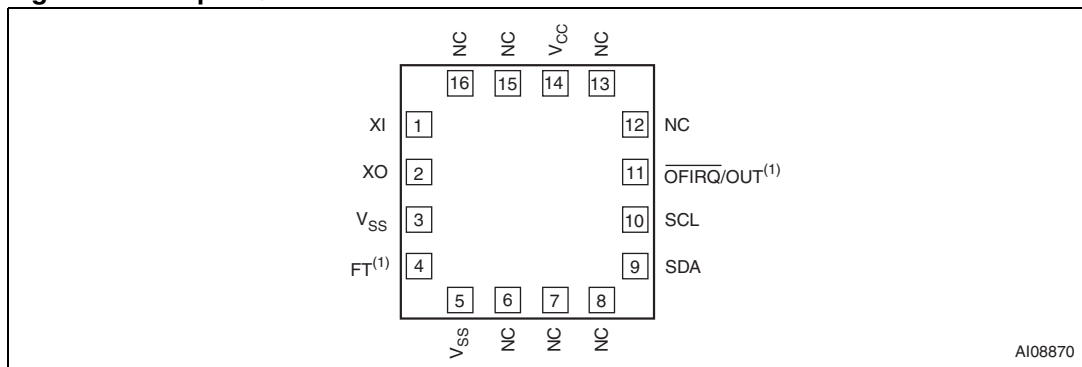 NC NC VCC NC
16 15 14 13
XI 1 12 NC
XO 2 11 OFIRQ/OUT(1)
VSS 3 10 SCL
FT(1) 4 9 SDA
5 6 7 8
VSS NC NC NC
AI08870